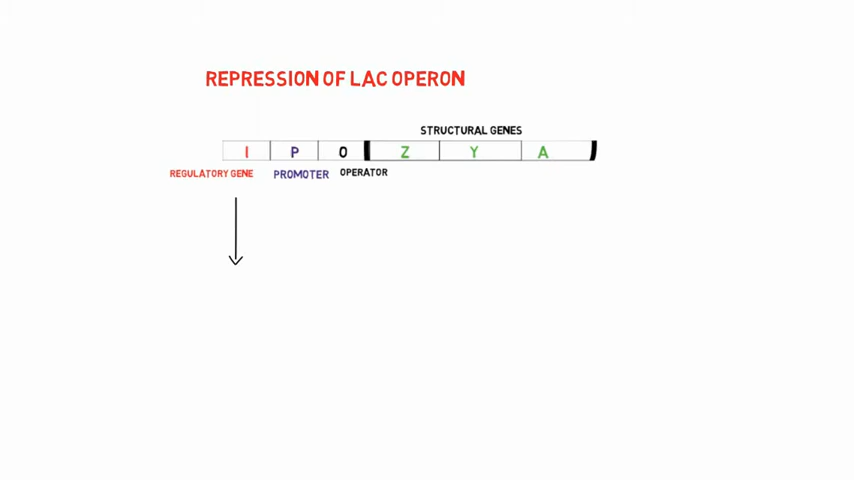 REPRESSION OF LAC OPERON
STRUCTURAL GENES
I P O Z Y A
REGULATORY GENE PROMOTER OPERATOR